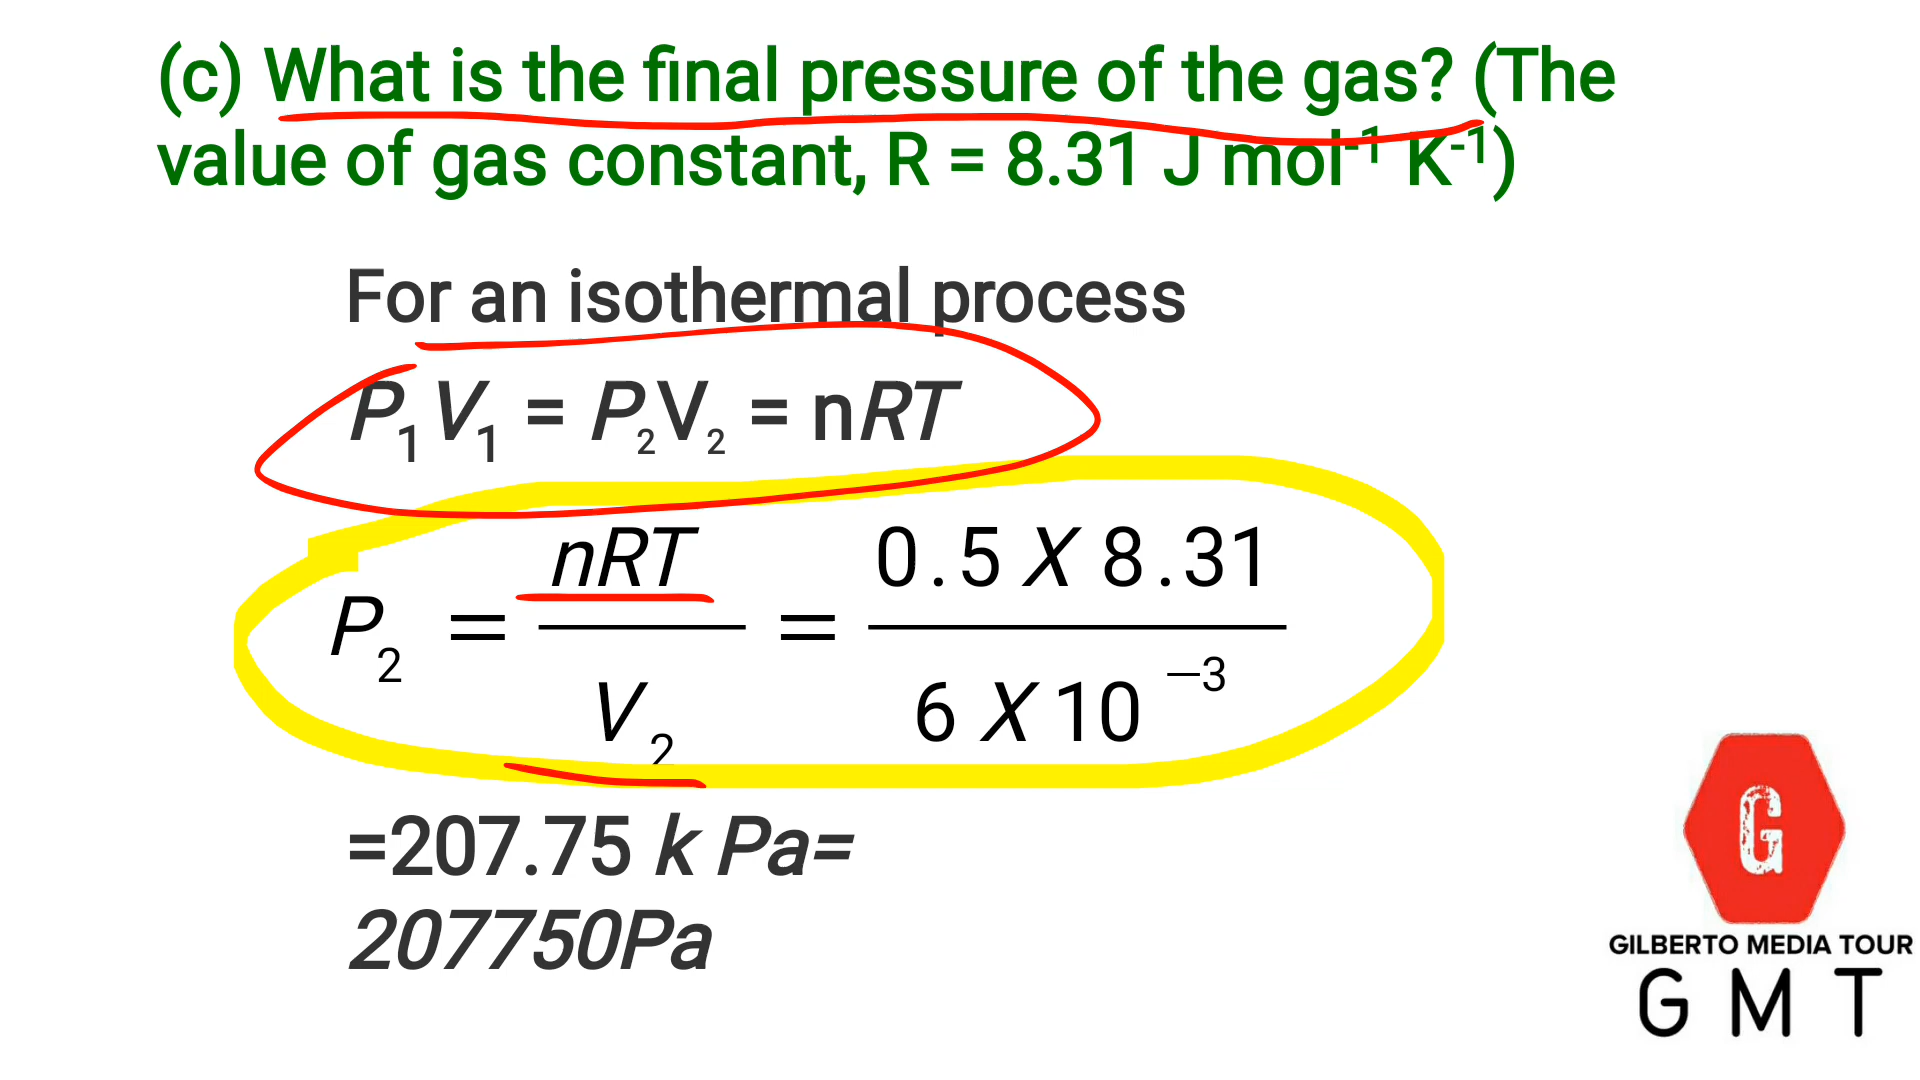 (c) What is the final pressure of the gas? (The
value of gas constant, R = 8.31 J mol⁻¹ K⁻¹)
For an isothermal process
P₁V₁ = P₂V₂ = nRT
P₂ = nRT / V₂ = 0.5 X 8.31 / 6 X 10⁻³
=207.75 k Pa=
207750Pa
G
GILBERTO MEDIA TOUR
G M T